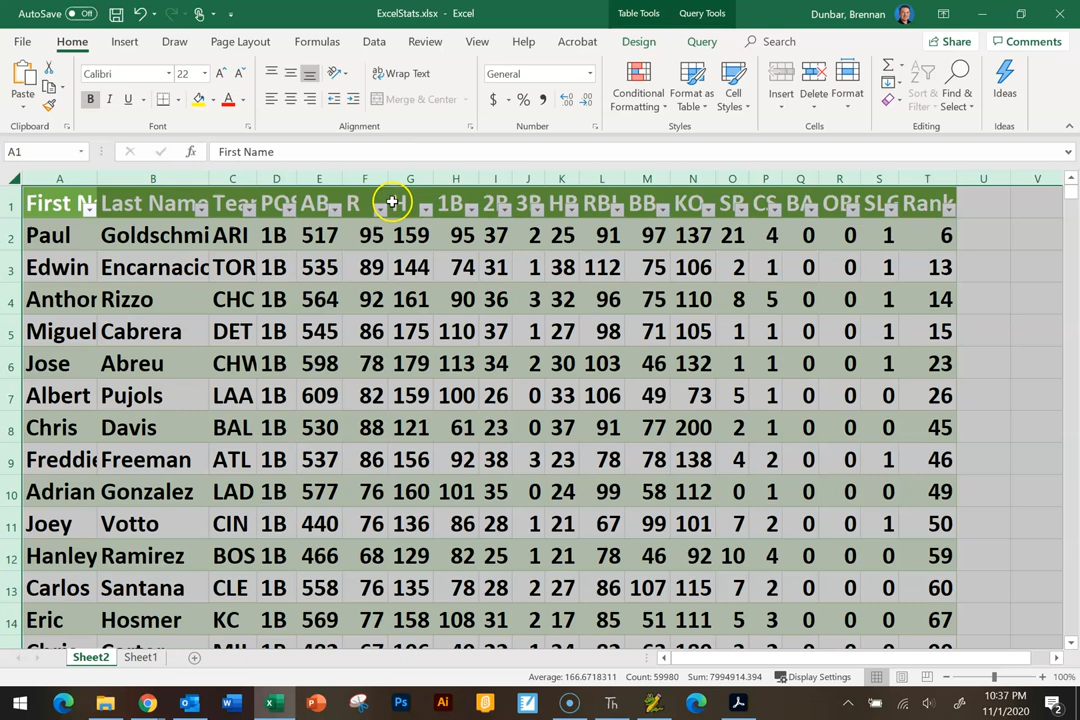 AutoSave Off ExcelStats.xlsx - Excel Table Tools Query Tools Dunbar, Brennan
File Home Insert Draw Page Layout Formulas Data Review View Help Acrobat Design Query Search Share Comments
Paste Calibri 22 Wrap Text General Conditional Formatting Format as Table Cell Styles Insert Delete Format Sort & Filter Find & Select Ideas
B I U Merge & Center $ %
Clipboard Font Alignment Number Styles Cells Editing Ideas
A1 fx First Name
A B C D E F G H I J K L M N O P Q R S T U V
1 First N Last Name Tea PO AB R H 1B 2B 3B HR RBI BB KO SB CS BA OB SLG Rank
2 Paul Goldschmi ARI 1B 517 95 159 95 37 2 25 91 97 137 21 4 0 0 1 6
3 Edwin Encarnacio TOR 1B 535 89 144 74 31 1 38 112 75 106 2 1 0 0 1 13
4 Anthon Rizzo CHC 1B 564 92 161 90 36 3 32 96 75 110 8 5 0 0 1 14
5 Miguel Cabrera DET 1B 545 86 175 110 37 1 27 98 71 105 1 1 0 0 1 15
6 Jose Abreu CHW 1B 598 78 179 113 34 2 30 103 46 132 1 1 0 0 1 23
7 Albert Pujols LAA 1B 609 82 159 100 26 0 33 106 49 73 5 1 0 0 1 26
8 Chris Davis BAL 1B 530 88 121 61 23 0 37 91 77 200 2 1 0 0 1 45
9 Freddie Freeman ATL 1B 537 86 156 92 38 3 23 78 78 138 4 2 0 0 1 46
10 Adrian Gonzalez LAD 1B 577 76 160 101 35 0 24 99 58 112 0 1 0 0 1 49
11 Joey Votto CIN 1B 440 76 136 86 28 1 21 67 99 101 7 2 0 0 1 50
12 Hanley Ramirez BOS 1B 466 68 129 82 25 1 21 78 46 92 10 4 0 0 0 59
13 Carlos Santana CLE 1B 558 76 135 78 28 2 27 86 107 115 7 2 0 0 0 60
14 Eric Hosmer KC 1B 569 77 158 108 31 2 17 85 51 111 5 3 0 0 0 67
Sheet2 Sheet1
Average: 166.6718311 Count: 59980 Sum: 7994914.394 Display Settings 100%
10:37 PM
11/1/2020